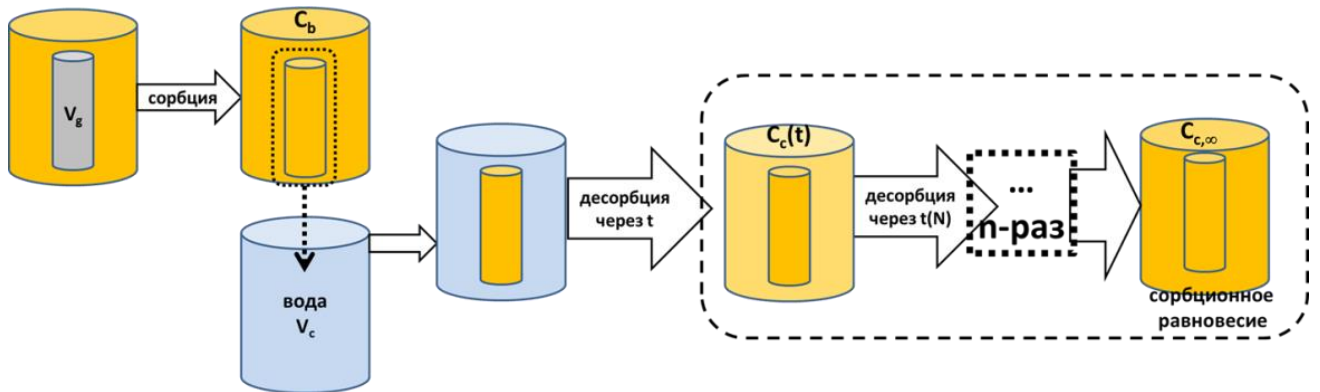 V_g
сорбция
C_b
вода
V_c
десорбция
через t
C_c(t)
десорбция
через t(N)
...
n-раз
C_c,∞
сорбционное
равновесие